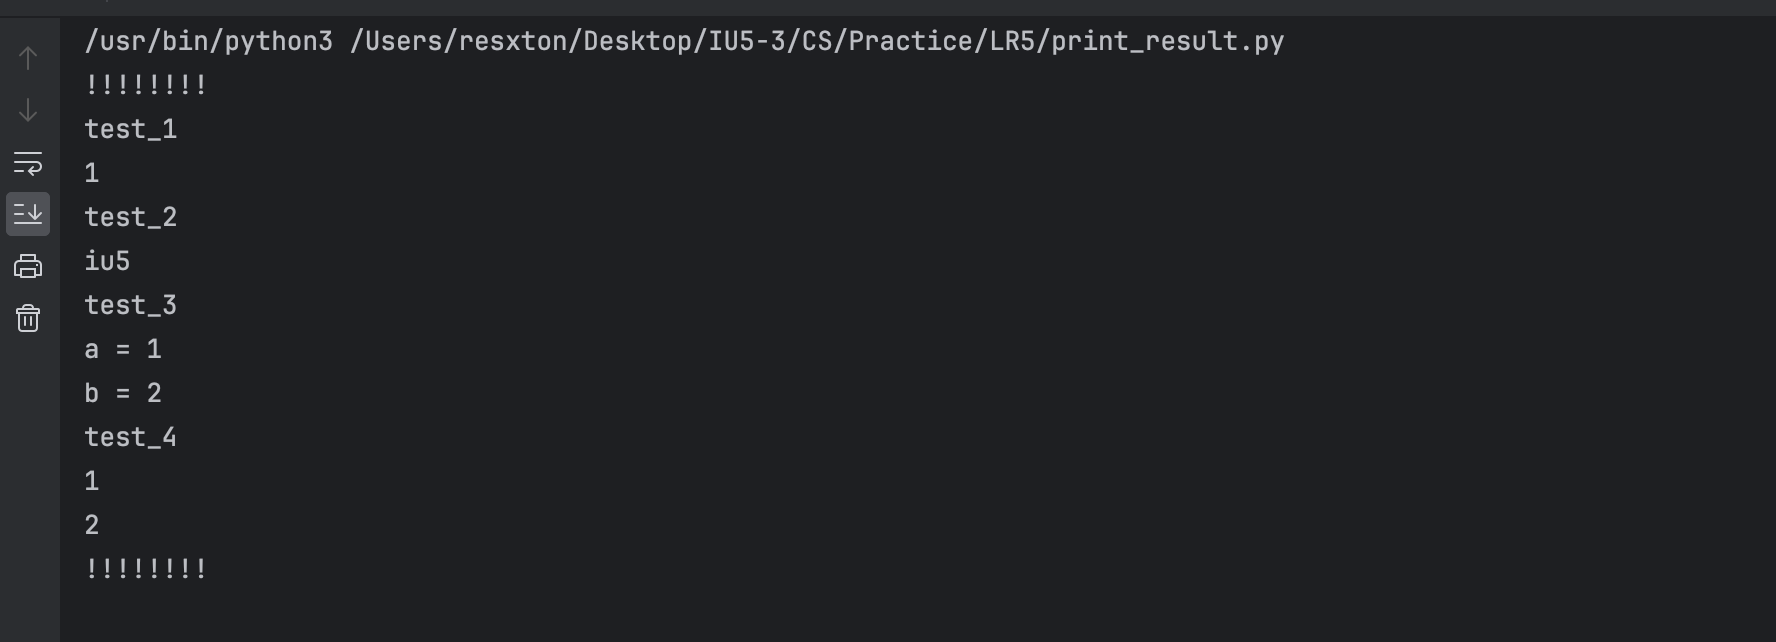 /usr/bin/python3 /Users/resxton/Desktop/IU5-3/CS/Practice/LR5/print_result.py
!!!!!!!!
test_1
1
test_2
iu5
test_3
a = 1
b = 2
test_4
1
2
!!!!!!!!